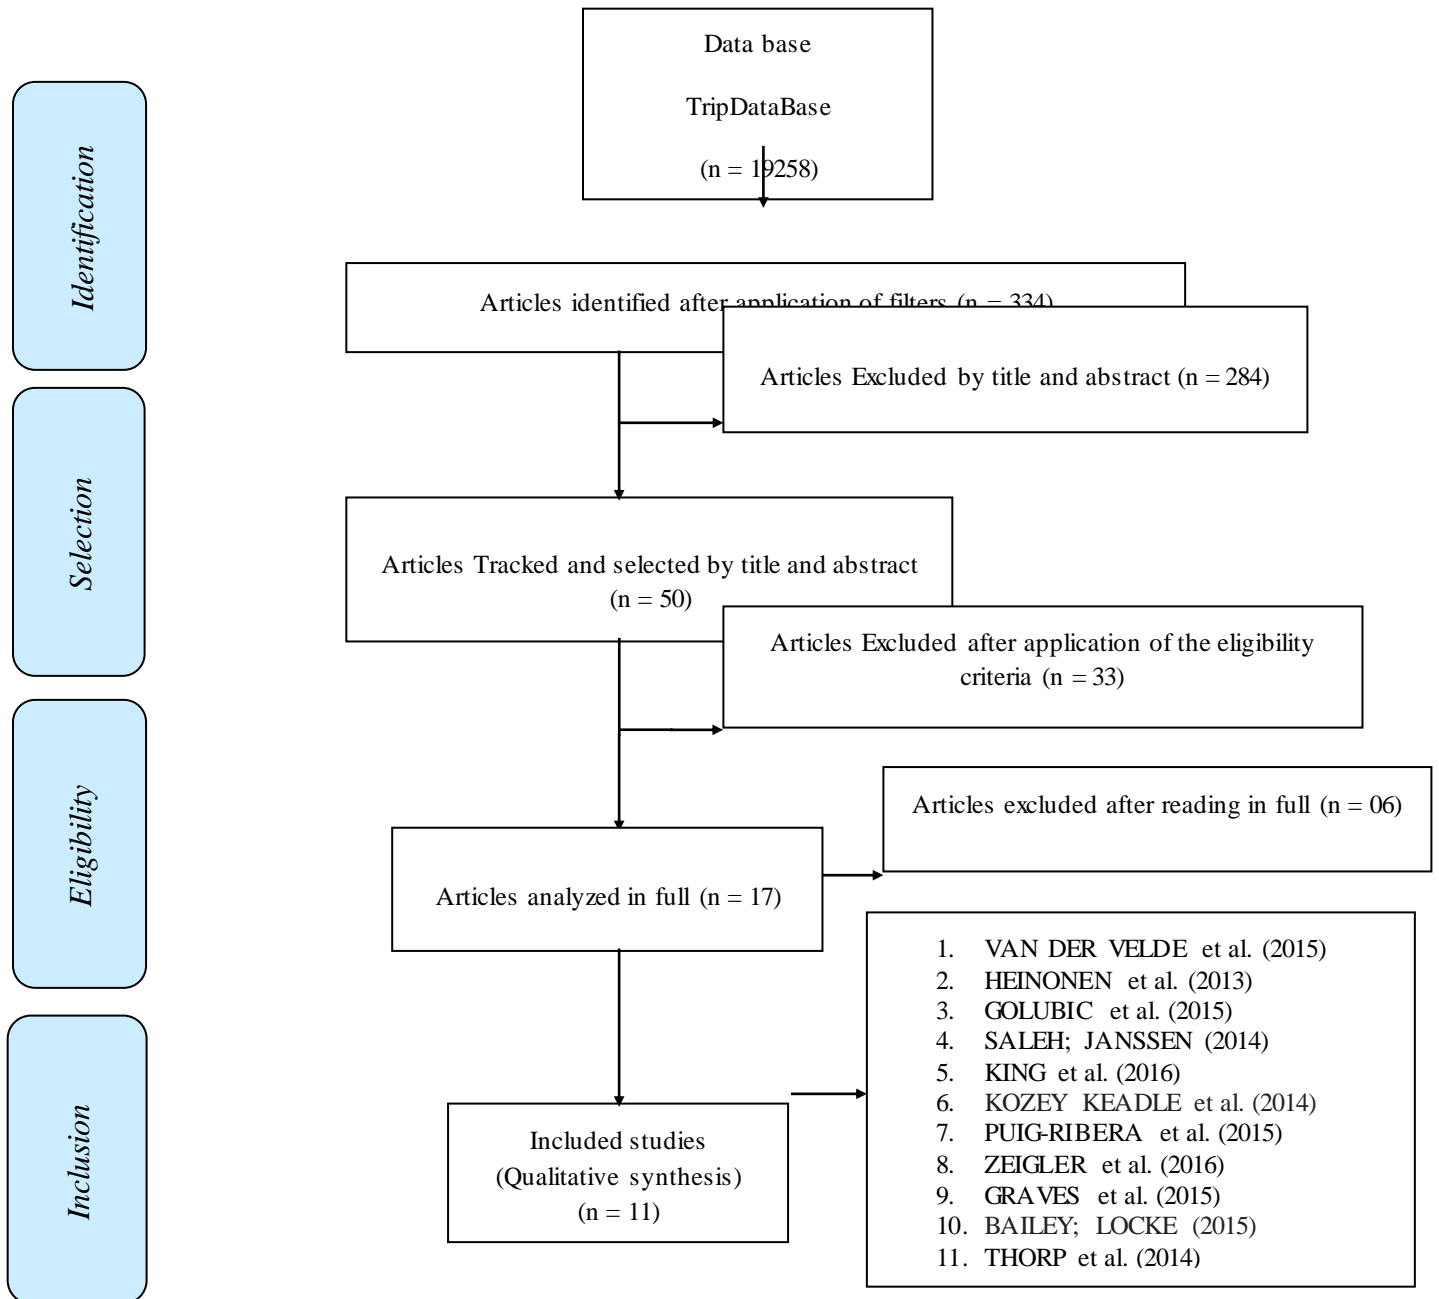 Data base
TripDataBase
(n = 19258)
Identification
Articles identified after application of filters (n = 334)
Articles Excluded by title and abstract (n = 284)
Selection
Articles Tracked and selected by title and abstract
(n = 50)
Articles Excluded after application of the eligibility
criteria (n = 33)
Eligibility
Articles excluded after reading in full (n = 06)
Articles analyzed in full (n = 17)
Inclusion
Included studies
(Qualitative synthesis)
(n = 11)
1. VAN DER VELDE et al. (2015)
2. HEINONEN et al. (2013)
3. GOLUBIC et al. (2015)
4. SALEH; JANSSEN (2014)
5. KING et al. (2016)
6. KOZEY KEADLE et al. (2014)
7. PUIG-RIBERA et al. (2015)
8. ZEIGLER et al. (2016)
9. GRAVES et al. (2015)
10. BAILEY; LOCKE (2015)
11. THORP et al. (2014)